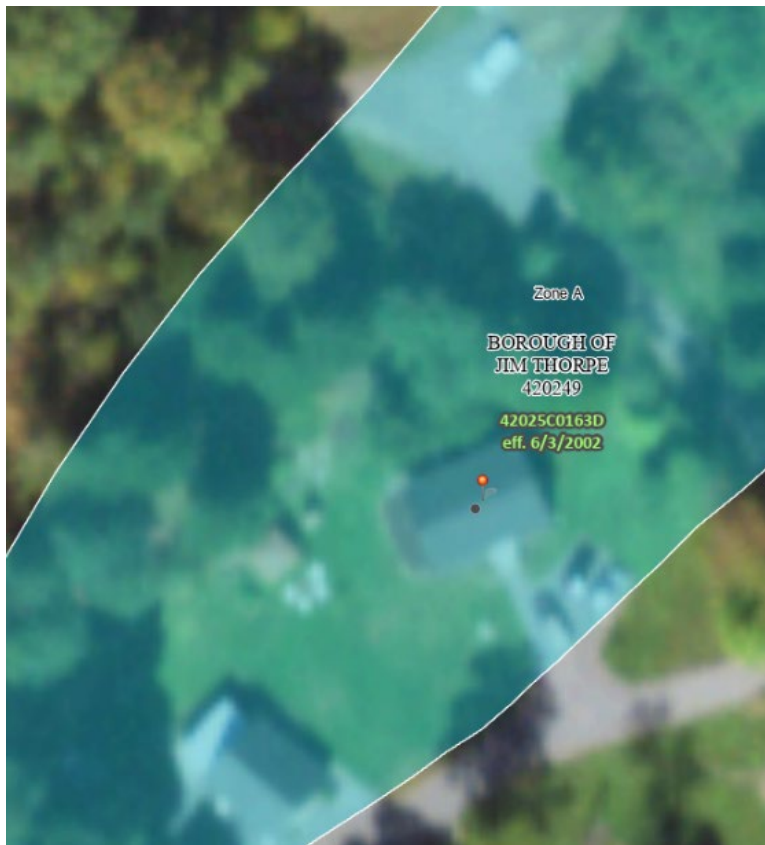 Zone A
BOROUGH OF
JIM THORPE
420249
42025C0163D
eff. 6/3/2002